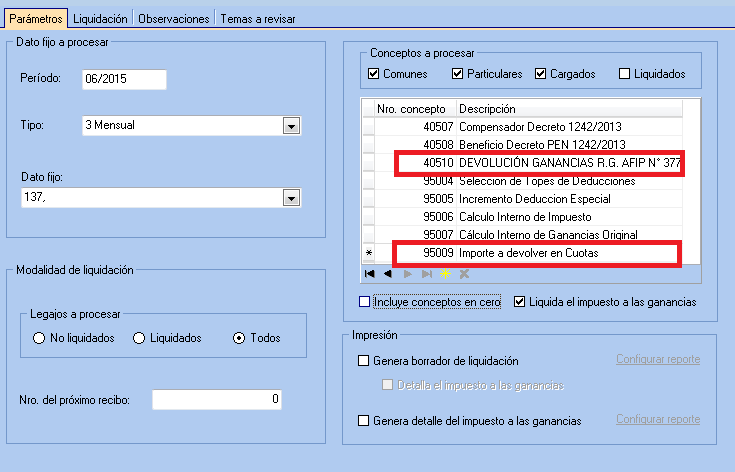 Parámetros Liquidación Observaciones Temas a revisar
Dato fijo a procesar
Período: 06/2015
Tipo: 3 Mensual
Dato fijo:
137,
Modalidad de liquidación
Legajos a procesar
No liquidados Liquidados Todos
Nro. del próximo recibo: 0
Conceptos a procesar
Comunes Particulares Cargados Liquidados
Nro. concepto Descripción
40507 Compensador Decreto 1242/2013
40508 Beneficio Decreto PEN 1242/2013
40510 DEVOLUCIÓN GANANCIAS R.G. AFIP N° 377
95004 Seleccion de Topes de Deducciones
95005 Incremento Deduccion Especial
95006 Calculo Interno de Impuesto
95007 Cálculo Interno de Ganancias Original
* 95009 Importe a devolver en Cuotas
Incluye conceptos en cero Liquida el impuesto a las ganancias
Impresión
Genera borrador de liquidación Configurar reporte
Detalla el impuesto a las ganancias
Genera detalle del impuesto a las ganancias Configurar reporte